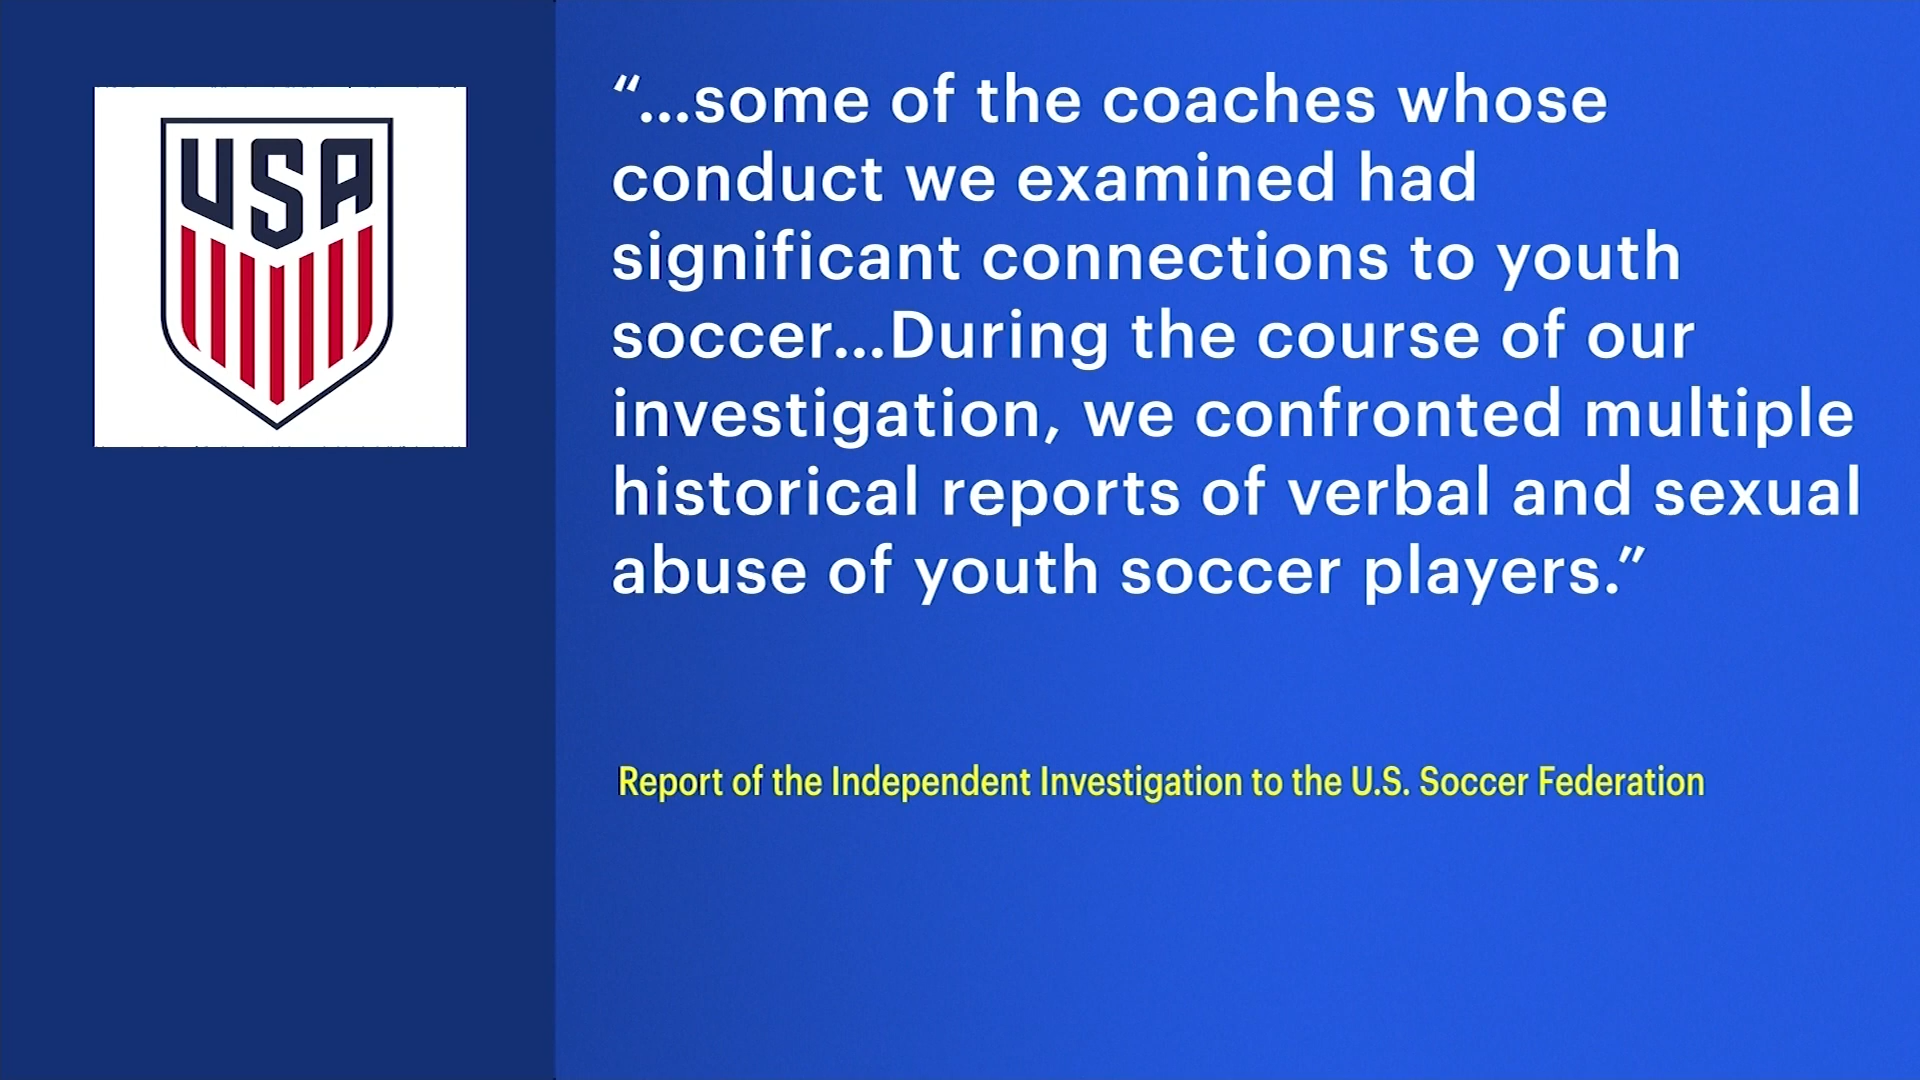 USA
“...some of the coaches whose
conduct we examined had
significant connections to youth
soccer...During the course of our
investigation, we confronted multiple
historical reports of verbal and sexual
abuse of youth soccer players.”
Report of the Independent Investigation to the U.S. Soccer Federation